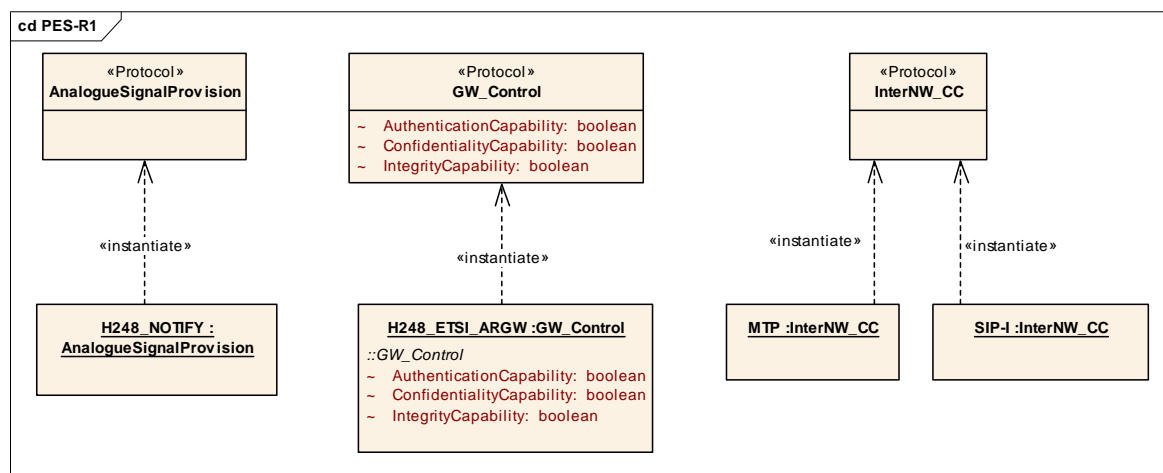 cd PES-R1
«Protocol»
AnalogueSignalProvision
«Protocol»
GW_Control
~ AuthenticationCapability: boolean
~ ConfidentialityCapability: boolean
~ IntegrityCapability: boolean
«Protocol»
InterNW_CC
«instantiate»
«instantiate»
«instantiate»
«instantiate»
H248_NOTIFY :
AnalogueSignalProvision
H248_ETSI_ARGW :GW_Control
::GW_Control
~ AuthenticationCapability: boolean
~ ConfidentialityCapability: boolean
~ IntegrityCapability: boolean
MTP :InterNW_CC
SIP-I :InterNW_CC